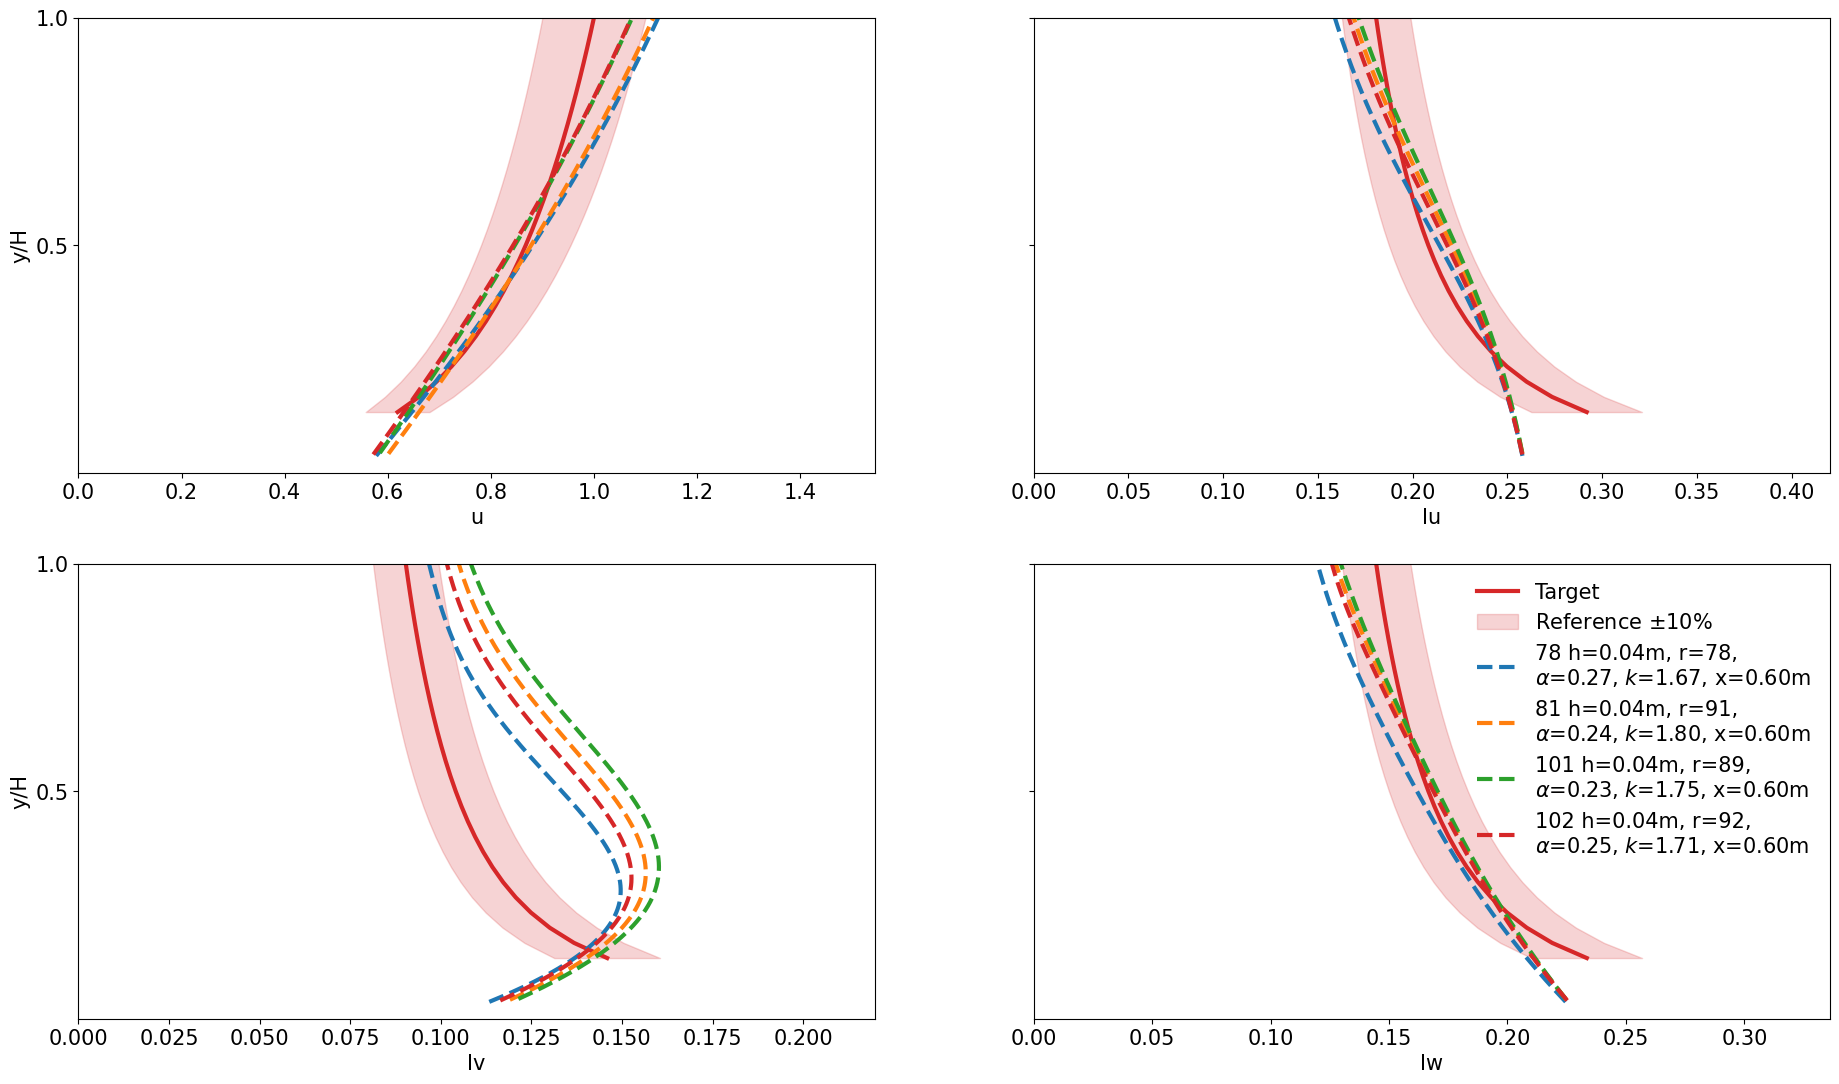 1.0
0.5
y/H
0.0
0.2
0.4
0.6
0.8
1.0
1.2
1.4
u
0.00
0.05
0.10
0.15
0.20
0.25
0.30
0.35
0.40
Iu
1.0
0.5
y/H
0.000
0.025
0.050
0.075
0.100
0.125
0.150
0.175
0.200
Iv
Target
Reference ±10%
78 h=0.04m, r=78,
α=0.27, k=1.67, x=0.60m
81 h=0.04m, r=91,
α=0.24, k=1.80, x=0.60m
101 h=0.04m, r=89,
α=0.23, k=1.75, x=0.60m
102 h=0.04m, r=92,
α=0.25, k=1.71, x=0.60m
0.00
0.05
0.10
0.15
0.20
0.25
0.30
Iw